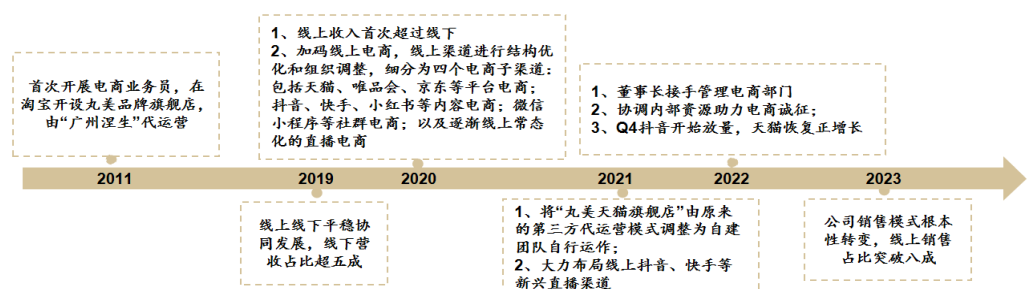 首次开展电商业务员，在
淘宝开设丸美品牌旗舰店，
由“广州涅生”代运营
1、线上收入首次超过线下
2、加码线上电商，线上渠道进行结构优
化和组织调整，细分为四个电商子渠道：
包括天猫、唯品会、京东等平台电商；
抖音、快手、小红书等内容电商；微信
小程序等社群电商；以及逐渐线上常态
化的直播电商
1、董事长接手管理电商部门
2、协调内部资源助力电商诚征；
3、Q4抖音开始放量，天猫恢复正增长
2011
2019
2020
2021
2022
2023
线上线下平稳协
同发展，线下营
收占比超五成
1、将“丸美天猫旗舰店”由原来
的第三方代运营模式调整为自建
团队自行运作；
2、大力布局线上抖音、快手等
新兴直播渠道
公司销售模式根本
性转变，线上销售
占比突破八成